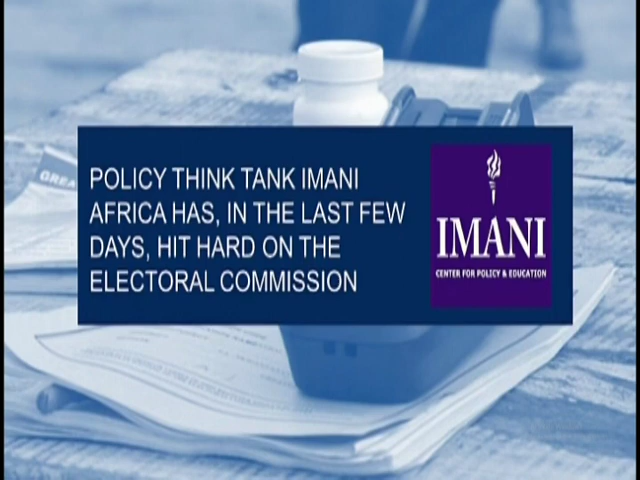 GREA
POLICY THINK TANK IMANI
AFRICA HAS, IN THE LAST FEW
DAYS, HIT HARD ON THE
ELECTORAL COMMISSION
IMANI
CENTER FOR POLICY & EDUCATION